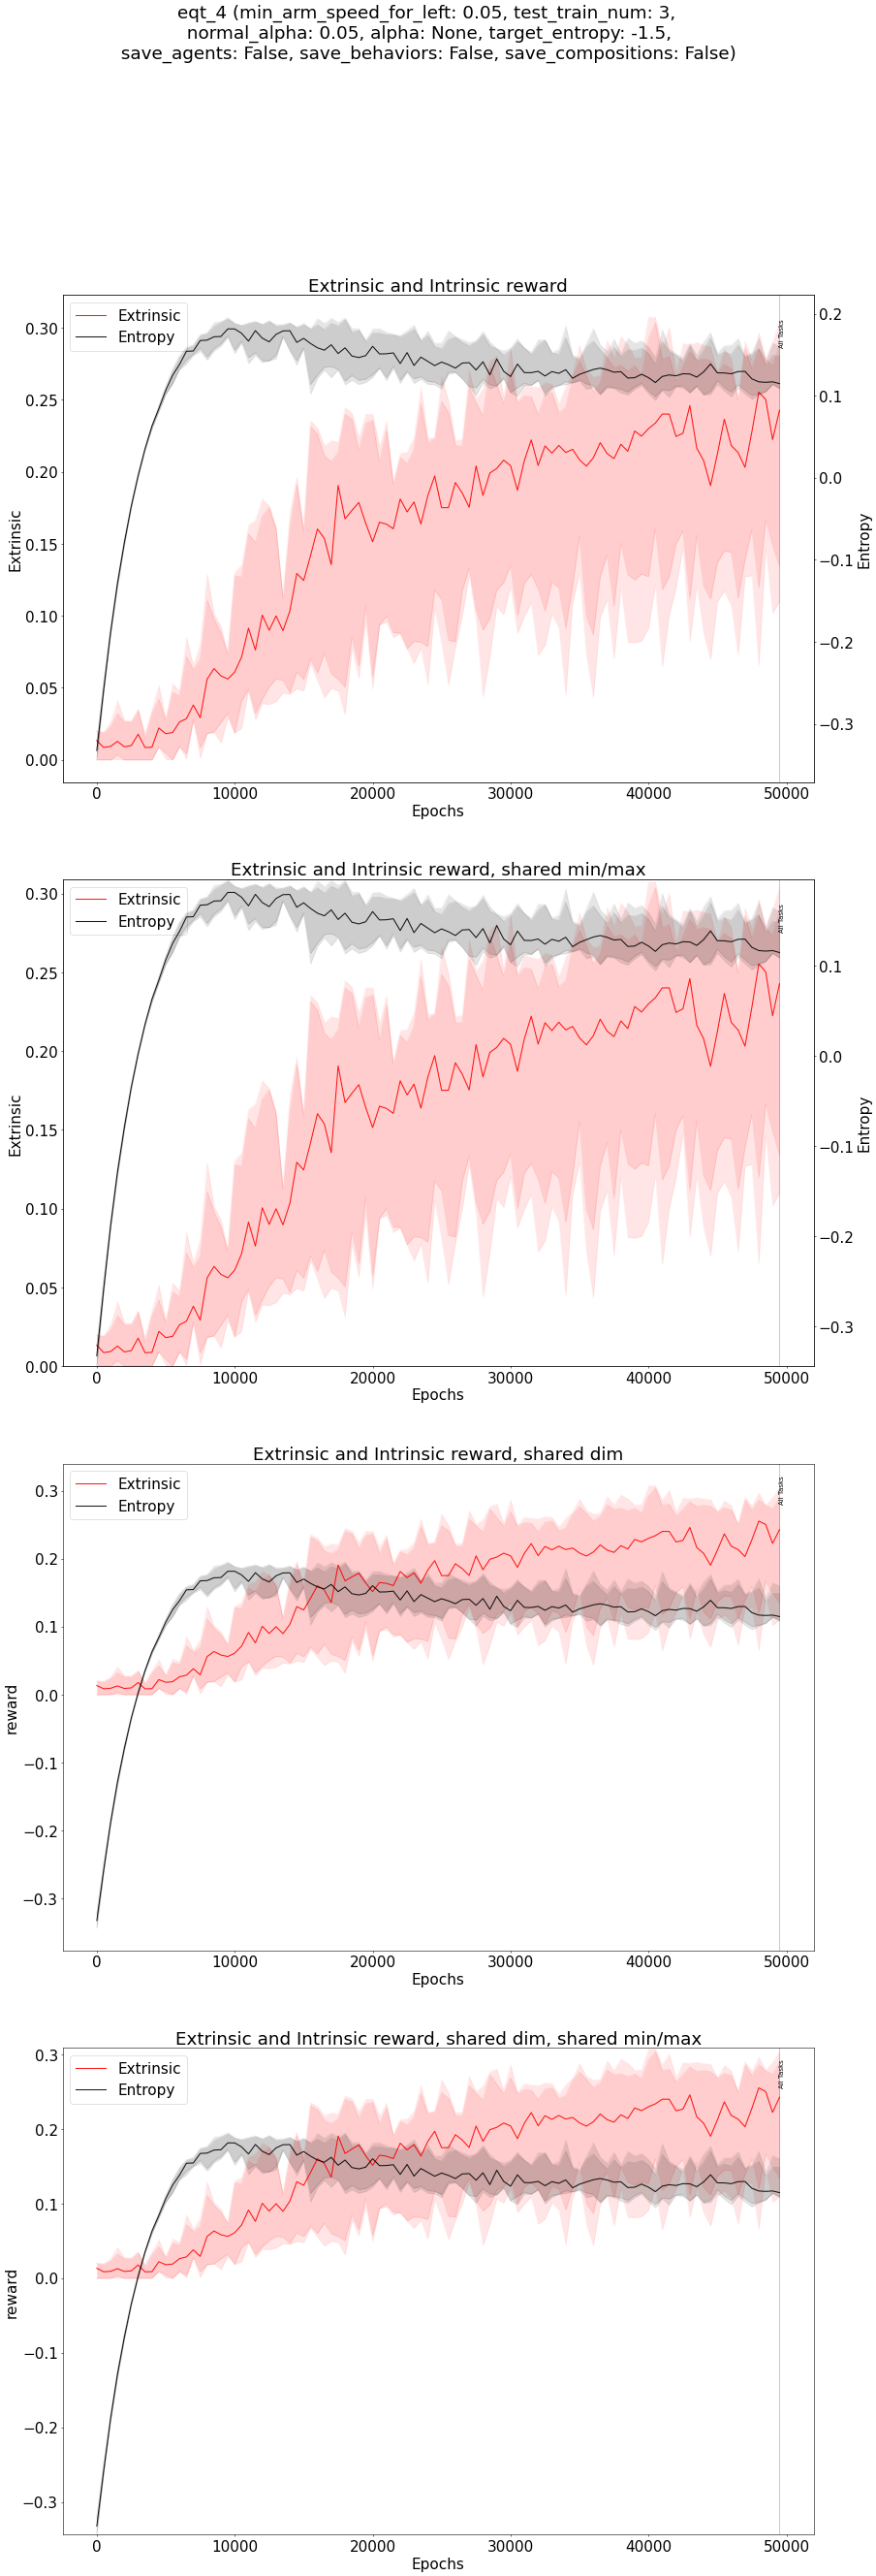 eqt_4 (min_arm_speed_for_left: 0.05, test_train_num: 3,
normal_alpha: 0.05, alpha: None, target_entropy: -1.5,
save_agents: False, save_behaviors: False, save_compositions: False)
Extrinsic and Intrinsic reward
Extrinsic
Entropy
All Tasks
0.30
0.25
0.20
0.15
0.10
0.05
0.00
Extrinsic
0.2
0.1
0.0
−0.1
−0.2
−0.3
Entropy
0 10000 20000 30000 40000 50000
Epochs
Extrinsic and Intrinsic reward, shared min/max
Extrinsic
Entropy
All Tasks
0.30
0.25
0.20
0.15
0.10
0.05
0.00
Extrinsic
0.1
0.0
−0.1
−0.2
−0.3
Entropy
0 10000 20000 30000 40000 50000
Epochs
Extrinsic and Intrinsic reward, shared dim
Extrinsic
Entropy
All Tasks
0.3
0.2
0.1
0.0
−0.1
−0.2
−0.3
reward
0 10000 20000 30000 40000 50000
Epochs
Extrinsic and Intrinsic reward, shared dim, shared min/max
Extrinsic
Entropy
All Tasks
0.3
0.2
0.1
0.0
−0.1
−0.2
−0.3
reward
0 10000 20000 30000 40000 50000
Epochs